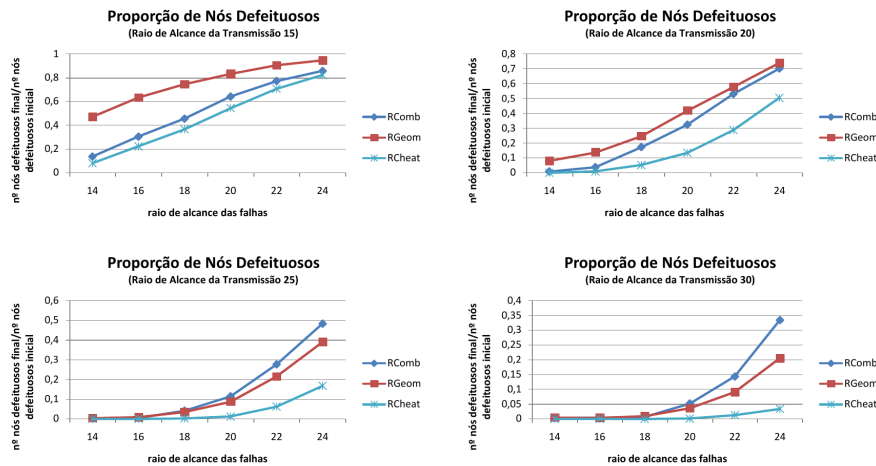 Proporção de Nós Defeituosos
(Raio de Alcance da Transmissão 15)
nº nós defeituosos final/nº nós
defeituosos inicial
1
0,8
0,6
0,4
0,2
0
14 16 18 20 22 24
raio de alcance das falhas
RComb
RGeom
RCheat
Proporção de Nós Defeituosos
(Raio de Alcance da Transmissão 20)
nº nós defeituosos final/nº nós
defeituosos inicial
0,8
0,7
0,6
0,5
0,4
0,3
0,2
0,1
0
14 16 18 20 22 24
raio de alcance das falhas
RComb
RGeom
RCheat
Proporção de Nós Defeituosos
(Raio de Alcance da Transmissão 25)
nº nós defeituosos final/nº nós
defeituosos inicial
0,6
0,5
0,4
0,3
0,2
0,1
0
14 16 18 20 22 24
raio de alcance das falhas
RComb
RGeom
RCheat
Proporção de Nós Defeituosos
(Raio de Alcance da Transmissão 30)
nº nós defeituosos final/nº nós
defeituosos inicial
0,4
0,35
0,3
0,25
0,2
0,15
0,1
0,05
0
14 16 18 20 22 24
raio de alcance das falhas
RComb
RGeom
RCheat